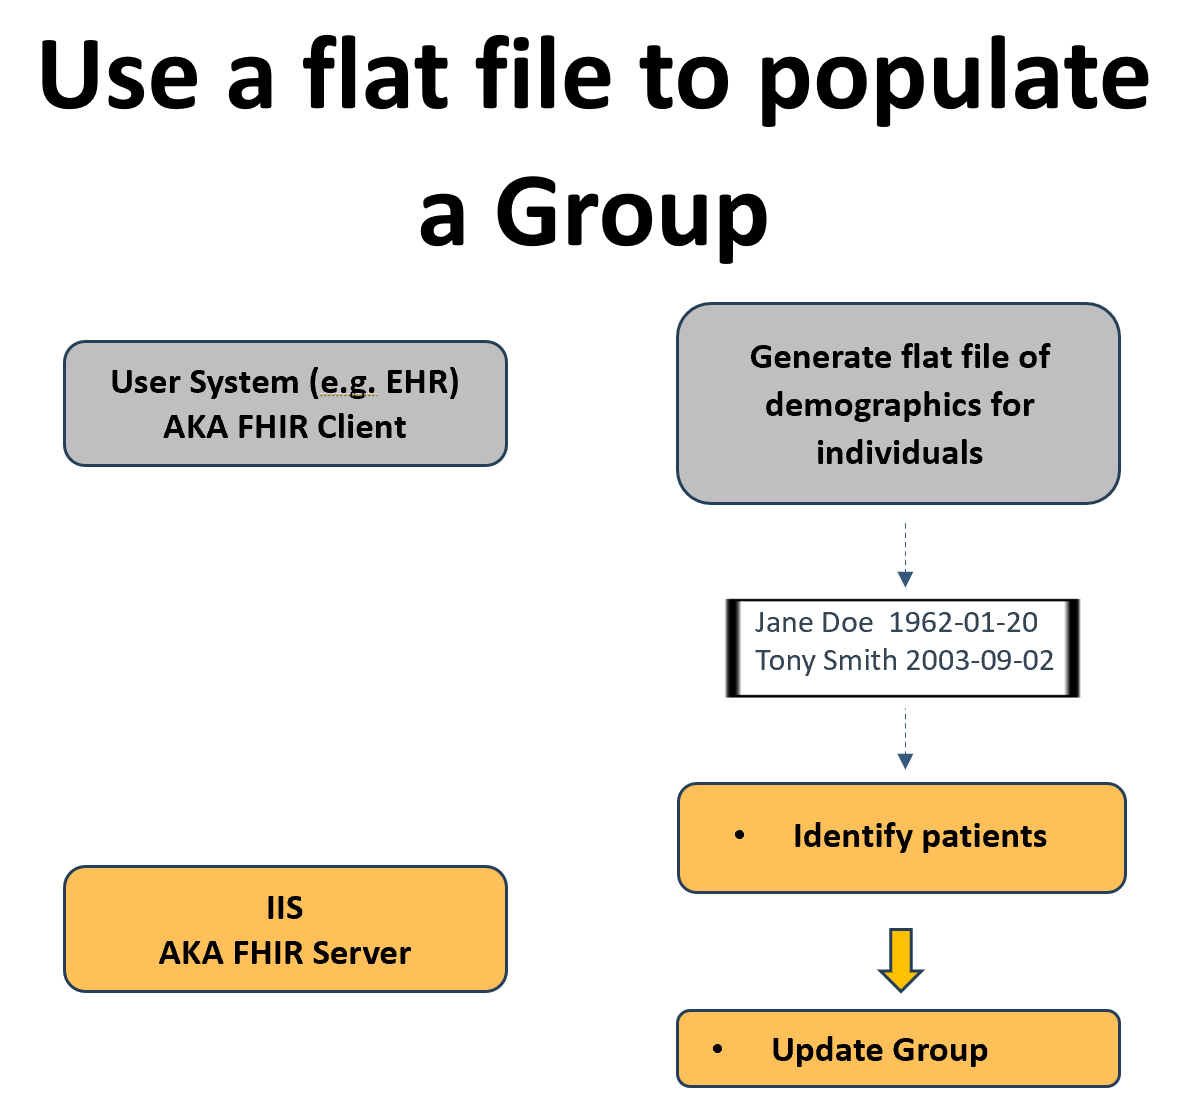 Use a flat file to populate
a Group
User System (e.g. EHR)
AKA FHIR Client
Generate flat file of
demographics for
individuals
Jane Doe  1962-01-20
Tony Smith 2003-09-02
• Identify patients
IIS
AKA FHIR Server
• Update Group